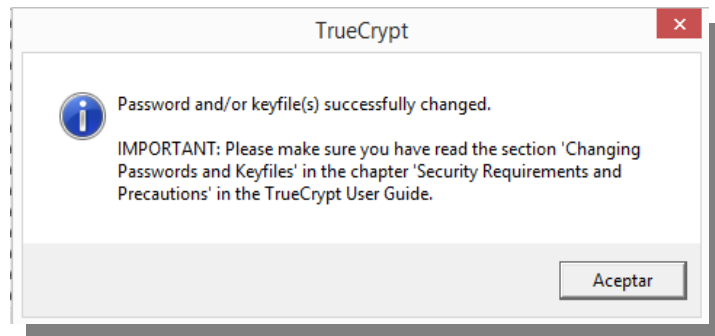 TrueCrypt
Password and/or keyfile(s) successfully changed.
IMPORTANT: Please make sure you have read the section 'Changing
Passwords and Keyfiles' in the chapter 'Security Requirements and
Precautions' in the TrueCrypt User Guide.
Aceptar